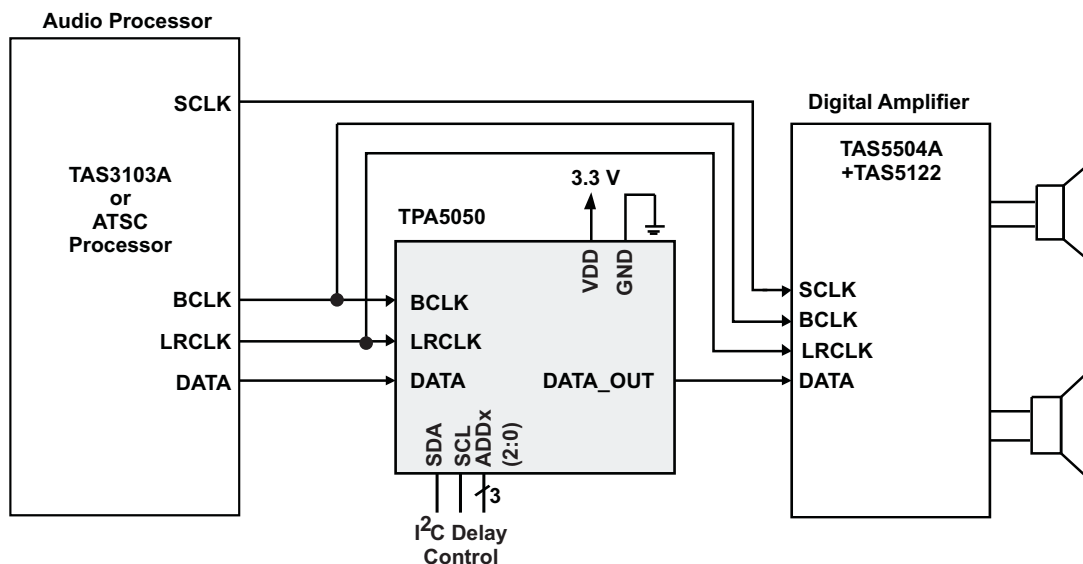 Audio Processor
SCLK
TAS3103A
or
ATSC
Processor
BCLK
LRCLK
DATA
TPA5050
3.3 V
VDD
GND
BCLK
LRCLK
DATA
DATA_OUT
SDA
SCL
ADDx
(2:0)
3
I²C Delay
Control
Digital Amplifier
TAS5504A
+TAS5122
SCLK
BCLK
LRCLK
DATA